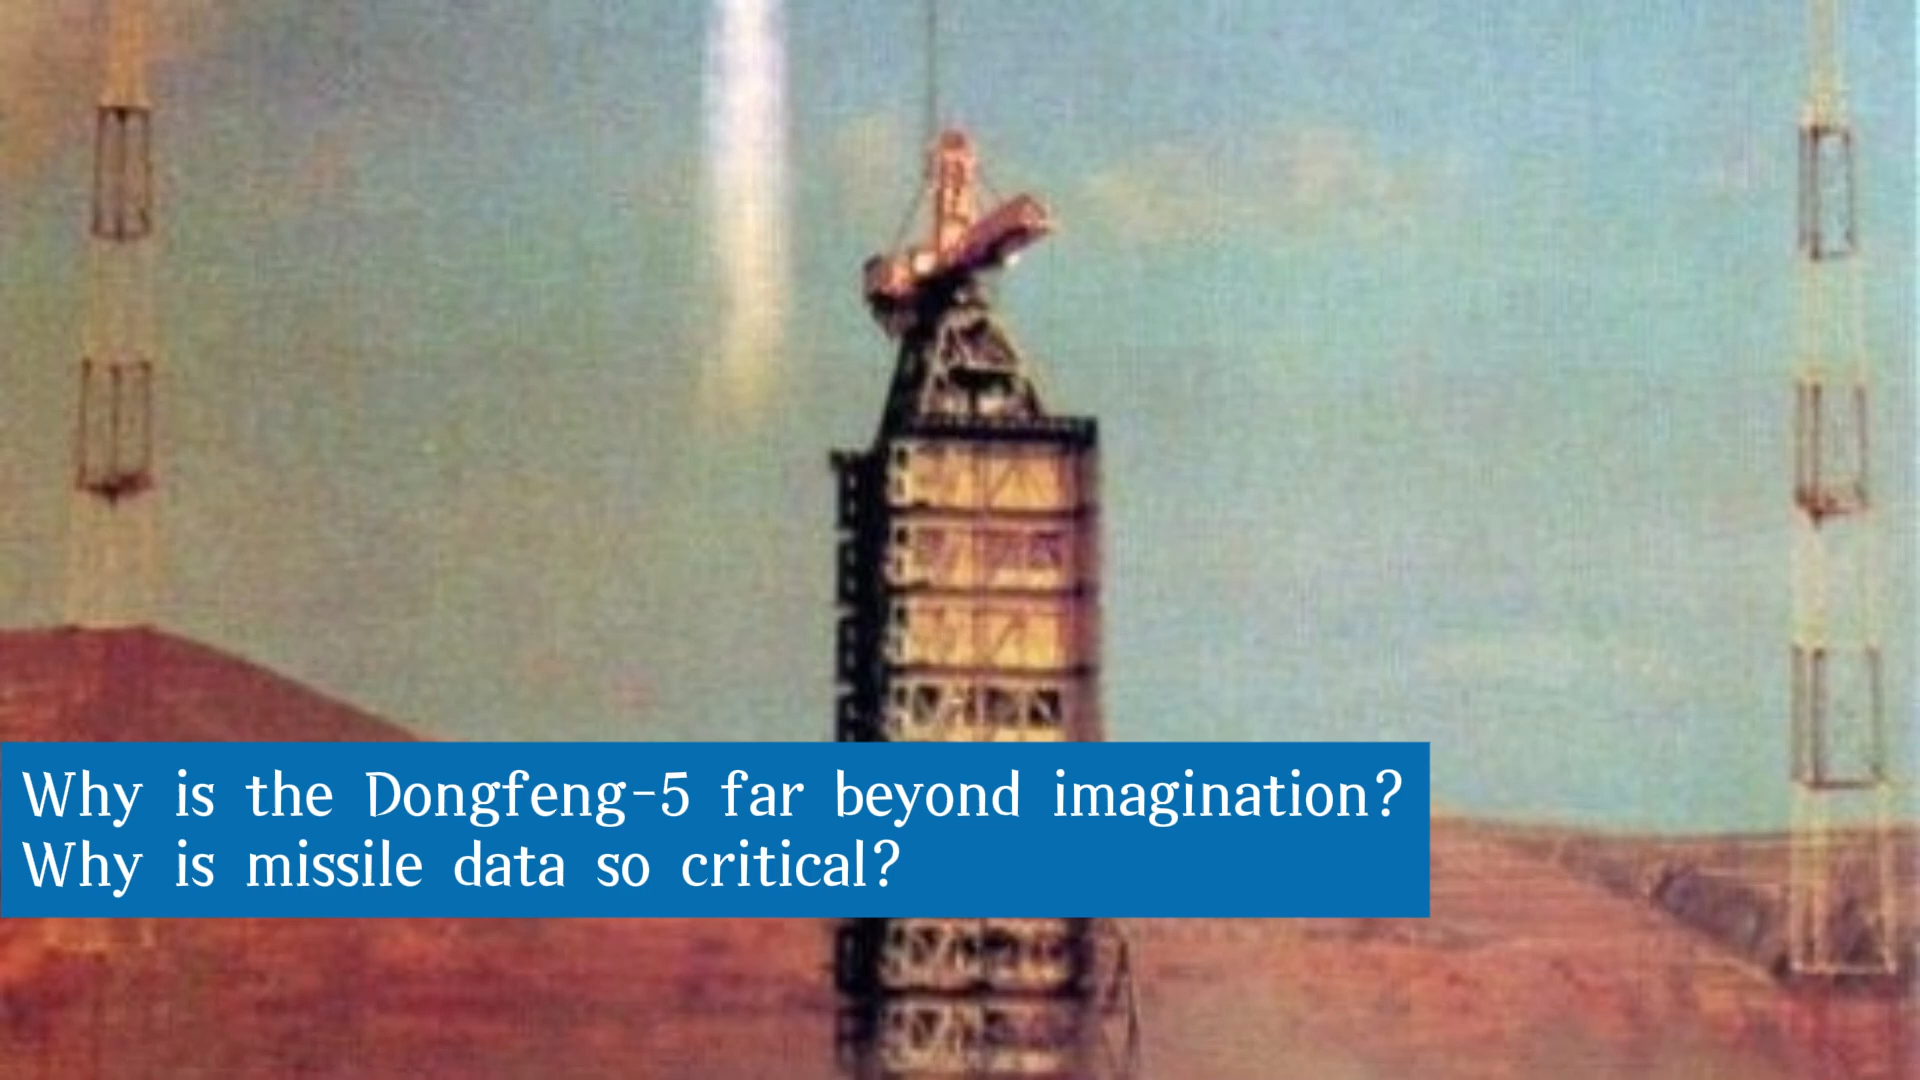 Why is the Dongfeng-5 far beyond imagination?
Why is missile data so critical?